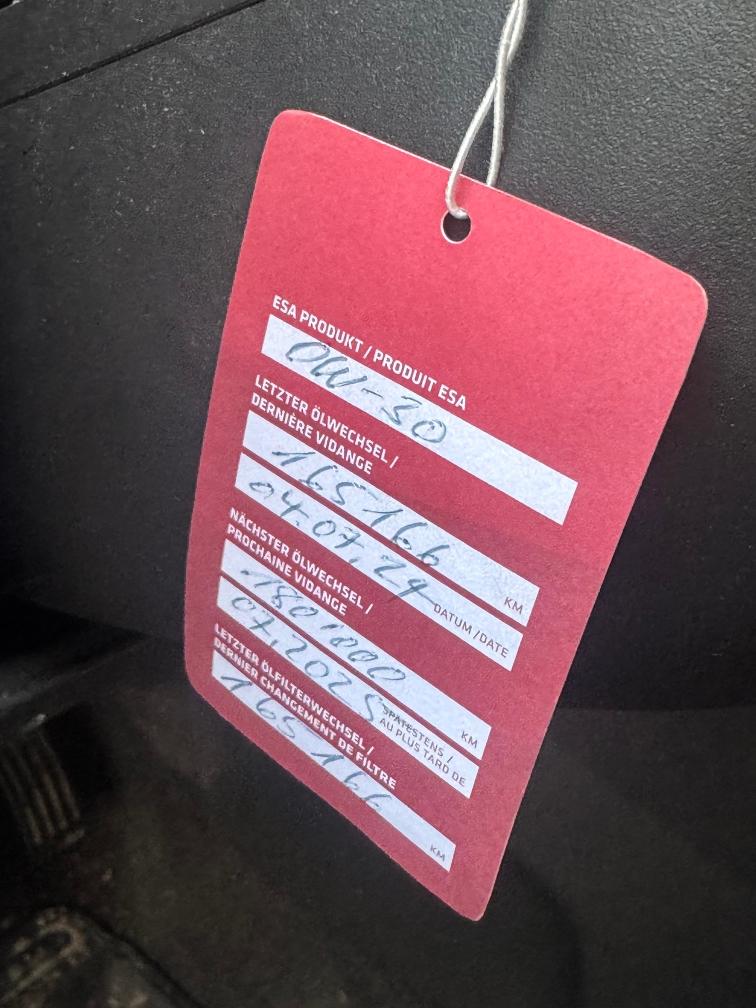 ESA PRODUKT / PRODUIT ESA
0W-30
LETZTER ÖLWECHSEL /
DERNIÈRE VIDANGE
165166 KM
04.07.24 DATUM / DATE
NÄCHSTER ÖLWECHSEL /
PROCHAINE VIDANGE
180'000 KM
07.2025 SPÄTESTENS /
AU PLUS TARD DE
LETZTER ÖLFILTERWECHSEL /
DERNIER CHANGEMENT DE FILTRE
165166 KM